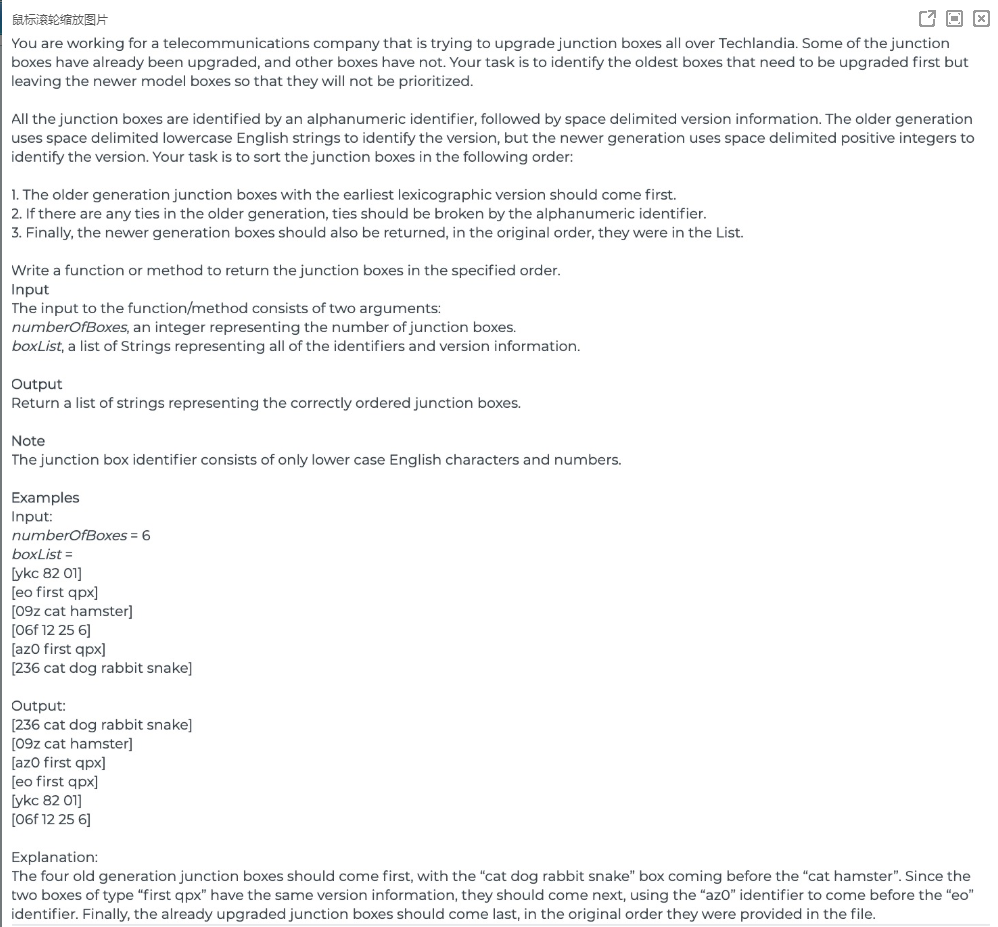 鼠标滚轮缩放图片
You are working for a telecommunications company that is trying to upgrade junction boxes all over Techlandia. Some of the junction
boxes have already been upgraded, and other boxes have not. Your task is to identify the oldest boxes that need to be upgraded first but
leaving the newer model boxes so that they will not be prioritized.
All the junction boxes are identified by an alphanumeric identifier, followed by space delimited version information. The older generation
uses space delimited lowercase English strings to identify the version, but the newer generation uses space delimited positive integers to
identify the version. Your task is to sort the junction boxes in the following order:
1. The older generation junction boxes with the earliest lexicographic version should come first.
2. If there are any ties in the older generation, ties should be broken by the alphanumeric identifier.
3. Finally, the newer generation boxes should also be returned, in the original order, they were in the List.
Write a function or method to return the junction boxes in the specified order.
Input
The input to the function/method consists of two arguments:
numberOfBoxes, an integer representing the number of junction boxes.
boxList, a list of Strings representing all of the identifiers and version information.
Output
Return a list of strings representing the correctly ordered junction boxes.
Note
The junction box identifier consists of only lower case English characters and numbers.
Examples
Input:
numberOfBoxes = 6
boxList =
[ykc 82 01]
[eo first qpx]
[09z cat hamster]
[06f 12 25 6]
[az0 first qpx]
[236 cat dog rabbit snake]
Output:
[236 cat dog rabbit snake]
[09z cat hamster]
[az0 first qpx]
[eo first qpx]
[ykc 82 01]
[06f 12 25 6]
Explanation:
The four old generation junction boxes should come first, with the “cat dog rabbit snake” box coming before the “cat hamster”. Since the
two boxes of type “first qpx” have the same version information, they should come next, using the “az0” identifier to come before the “eo”
identifier. Finally, the already upgraded junction boxes should come last, in the original order they were provided in the file.